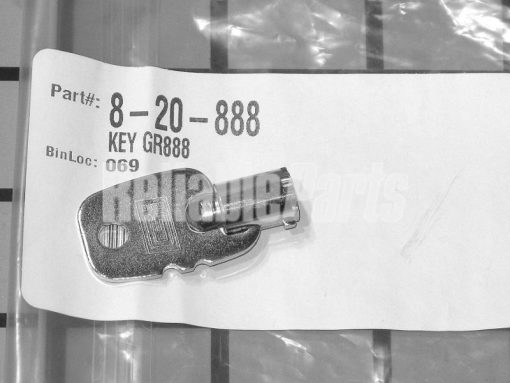 Part#: 8-20-888
KEY GR888
BinLoc: 069
ReliableParts